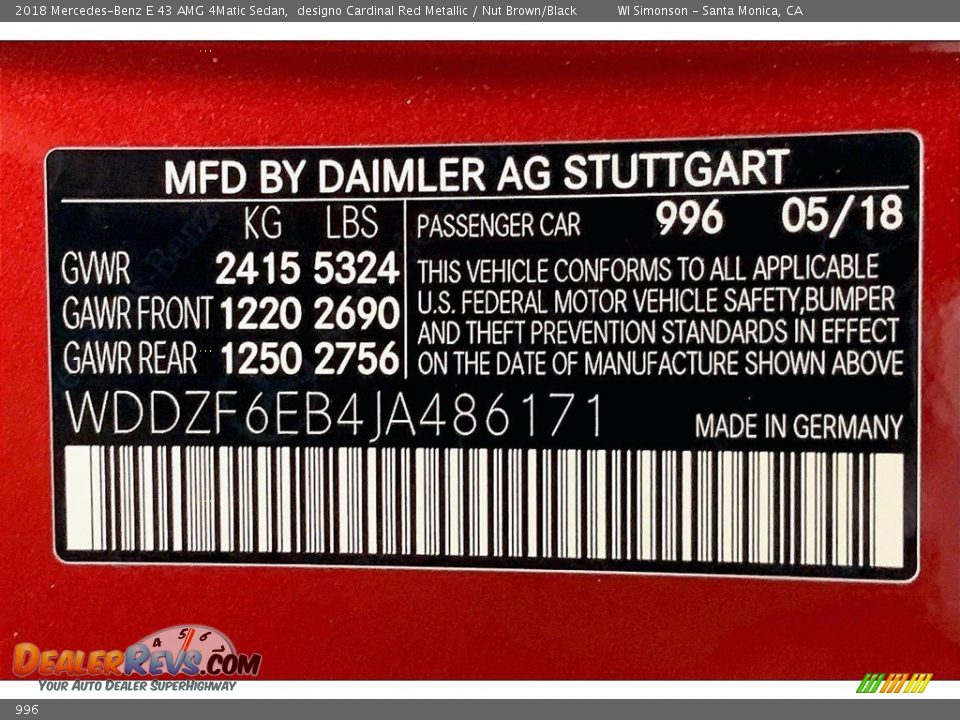 2018 Mercedes-Benz E 43 AMG 4Matic Sedan, designo Cardinal Red Metallic / Nut Brown/Black WI Simonson - Santa Monica, CA
MFD BY DAIMLER AG STUTTGART
KG LBS
GVWR 2415 5324
GAWR FRONT 1220 2690
GAWR REAR 1250 2756
PASSENGER CAR 996 05/18
THIS VEHICLE CONFORMS TO ALL APPLICABLE
U.S. FEDERAL MOTOR VEHICLE SAFETY,BUMPER
AND THEFT PREVENTION STANDARDS IN EFFECT
ON THE DATE OF MANUFACTURE SHOWN ABOVE
WDDZF6EB4JA486171
MADE IN GERMANY
4 5 6
DEALERREVS.COM
YOUR AUTO DEALER SUPERHIGHWAY
996